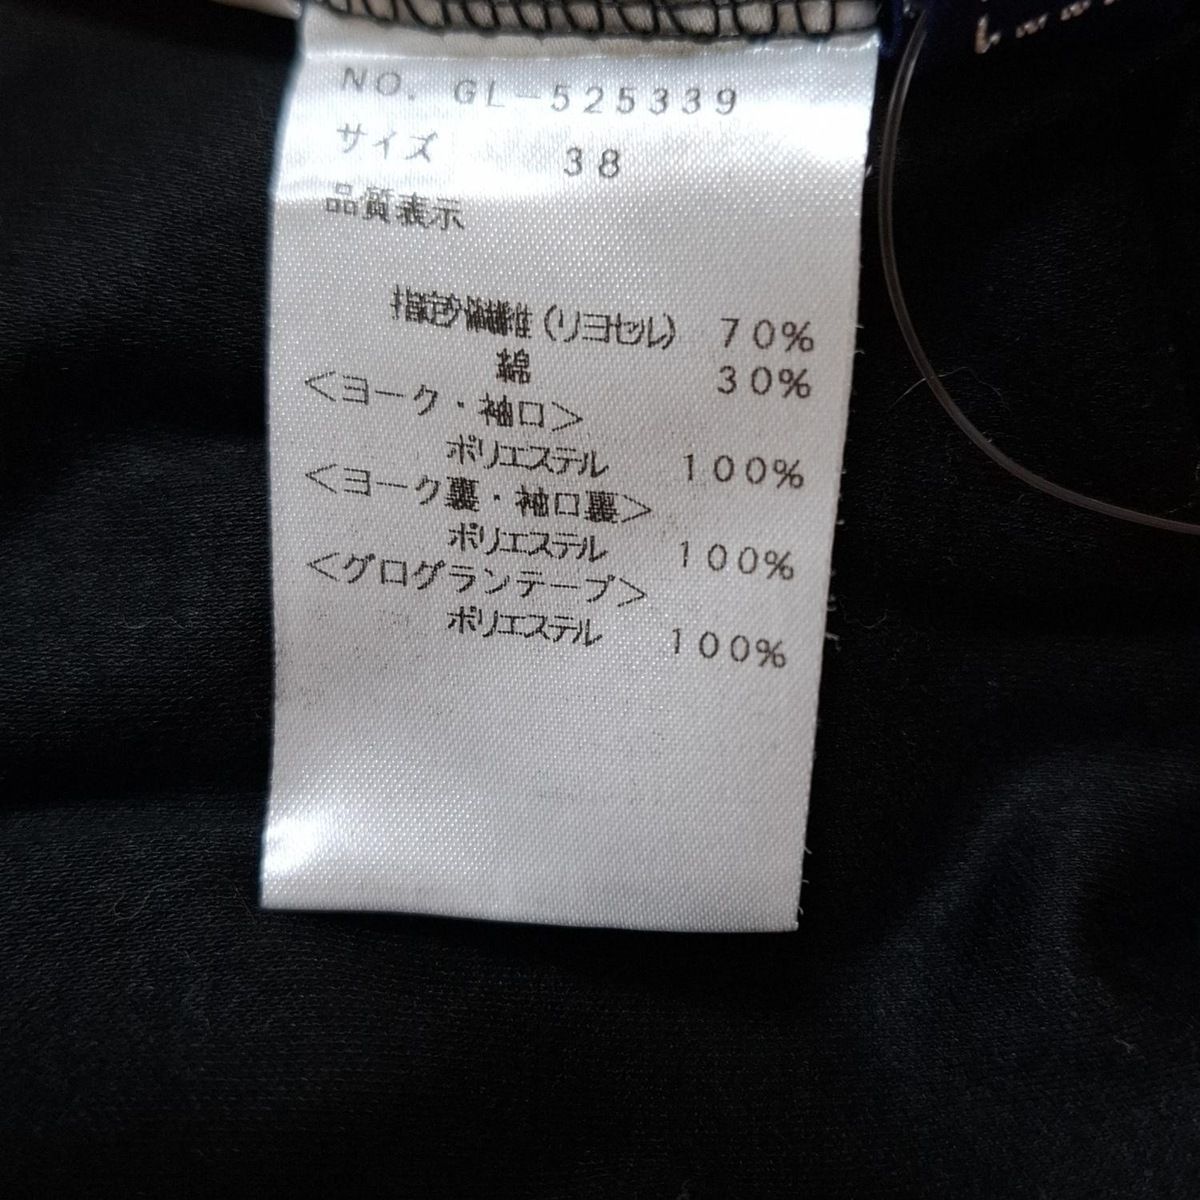 NO. GL-525339
サイズ 38
品質表示
指定外繊維(リヨセル) 70%
綿 30%
<ヨーク・袖口>
ポリエステル 100%
<ヨーク裏・袖口裏>
ポリエステル 100%
<グログランテープ>
ポリエステル 100%